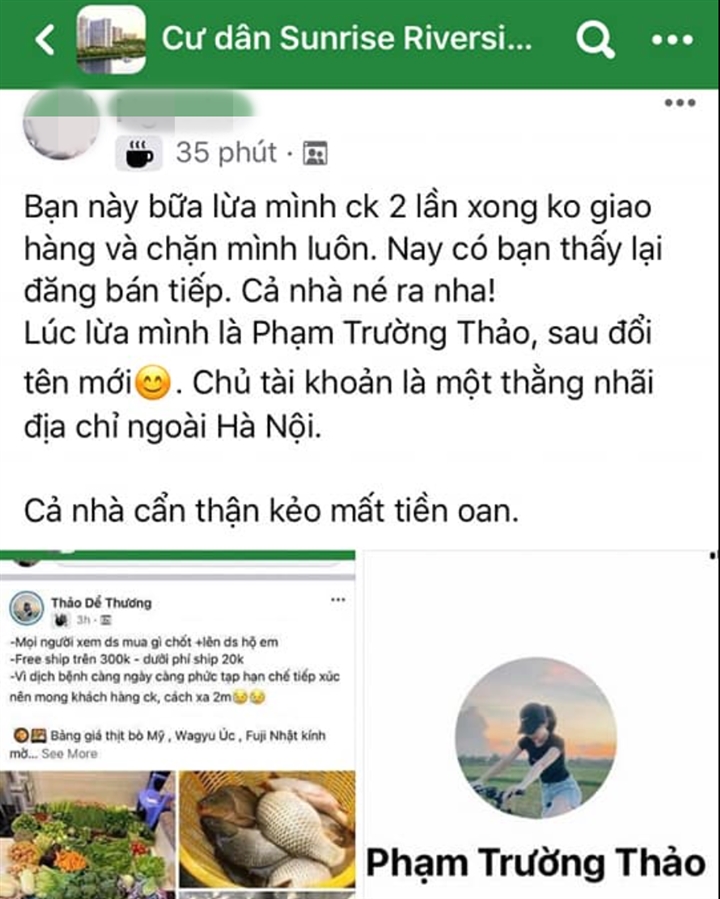 Cư dân Sunrise Riversi...
35 phút ·
Bạn này bữa lừa mình ck 2 lần xong ko giao
hàng và chặn mình luôn. Nay có bạn thấy lại
đăng bán tiếp. Cả nhà né ra nha!
Lúc lừa mình là Phạm Trường Thảo, sau đổi
tên mới😊. Chủ tài khoản là một thằng nhãi
địa chỉ ngoài Hà Nội.
Cả nhà cẩn thận kẻo mất tiền oan.
Thảo Dể Thương
3h ·
-Mọi người xem ds mua gì chốt +lên ds hộ em
-Free ship trên 300k - dưới phí ship 20k
-Vì dịch bệnh càng ngày càng phức tạp hạn chế tiếp xúc
nên mong khách hàng ck, cách xa 2m😥😥
Bảng giá thịt bò Mỹ , Wagyu Úc , Fuji Nhật kính
mờ... See More
Phạm Trường Thảo